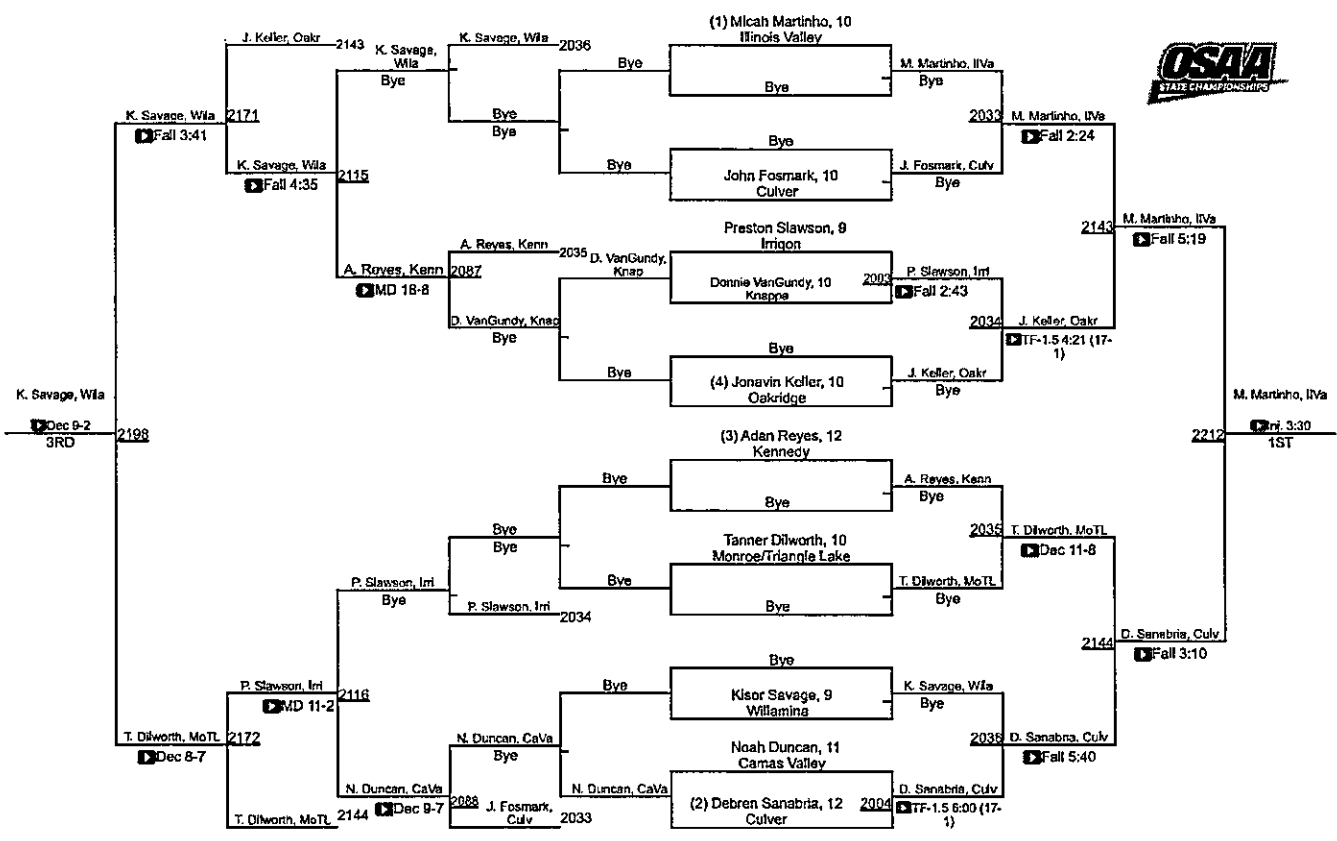 (1) Micah Martinho, 10
Illinois Valley
Bye
Bye
M. Martinho, IlVa
Bye
2033
M. Martinho, IlVa
Fall 2:24
Bye
John Fosmark, 10
Culver
Bye
J. Fosmark, Culv
Bye
2143
M. Martinho, IlVa
Fall 5:19
Preston Slawson, 9
Irrigon
Donnie VanGundy, 10
Knappa
2003
P. Slawson, Irri
Fall 2:43
2034
J. Keller, Oakr
TF-1.5 4:21 (17-
1)
Bye
(4) Jonavin Keller, 10
Oakridge
Bye
J. Keller, Oakr
Bye
M. Martinho, IlVa
Inj. 3:30
2212
1ST
(3) Adan Reyes, 12
Kennedy
Bye
Bye
A. Reyes, Kenn
Bye
2035
T. Dilworth, MoTL
Dec 11-8
Tanner Dilworth, 10
Monroe/Triangle Lake
Bye
Bye
T. Dilworth, MoTL
Bye
2144
D. Sanabria, Culv
Fall 3:10
Bye
Kisor Savage, 9
Willamina
Bye
K. Savage, Wila
Bye
2036
D. Sanabria, Culv
Fall 5:40
Noah Duncan, 11
Camas Valley
(2) Debren Sanabria, 12
Culver
2004
D. Sanabria, Culv
TF-1.5 6:00 (17-
1)
OSAA
STATE CHAMPIONSHIPS
J. Keller, Oakr
2143
K. Savage,
Wila
Bye
K. Savage, Wila
2036
Bye
Bye
K. Savage, Wila
Fall 3:41
2171
K. Savage, Wila
Fall 4:35
2115
A. Reyes, Kenn
2035
D. VanGundy,
Knap
A. Reyes, Kenn
2087
MD 16-8
D. VanGundy, Knap
Bye
K. Savage, Wila
Dec 9-2
3RD
2198
Bye
Bye
P. Slawson, Irri
Bye
P. Slawson, Irri
2034
P. Slawson, Irri
MD 11-2
2116
T. Dilworth, MoTL
2172
Dec 8-7
N. Duncan, CaVa
Bye
N. Duncan, CaVa
Dec 9-7
2088
J. Fosmark,
Culv
2033
N. Duncan, CaVa
T. Dilworth, MoTL
2144